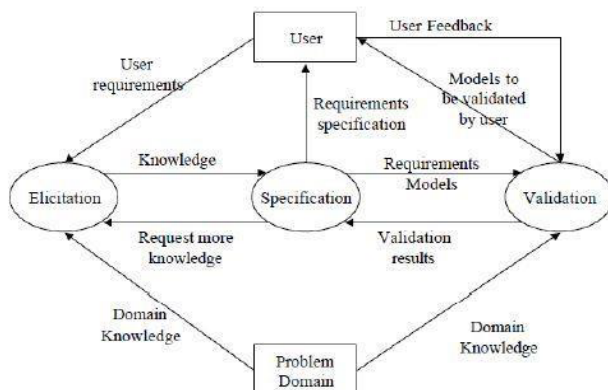 User
User Feedback
User
requirements
Models to
be validated
by user
Requirements
specification
Knowledge
Requirements
Models
Elicitation
Specification
Validation
Request more
knowledge
Validation
results
Domain
Knowledge
Domain
Knowledge
Problem
Domain